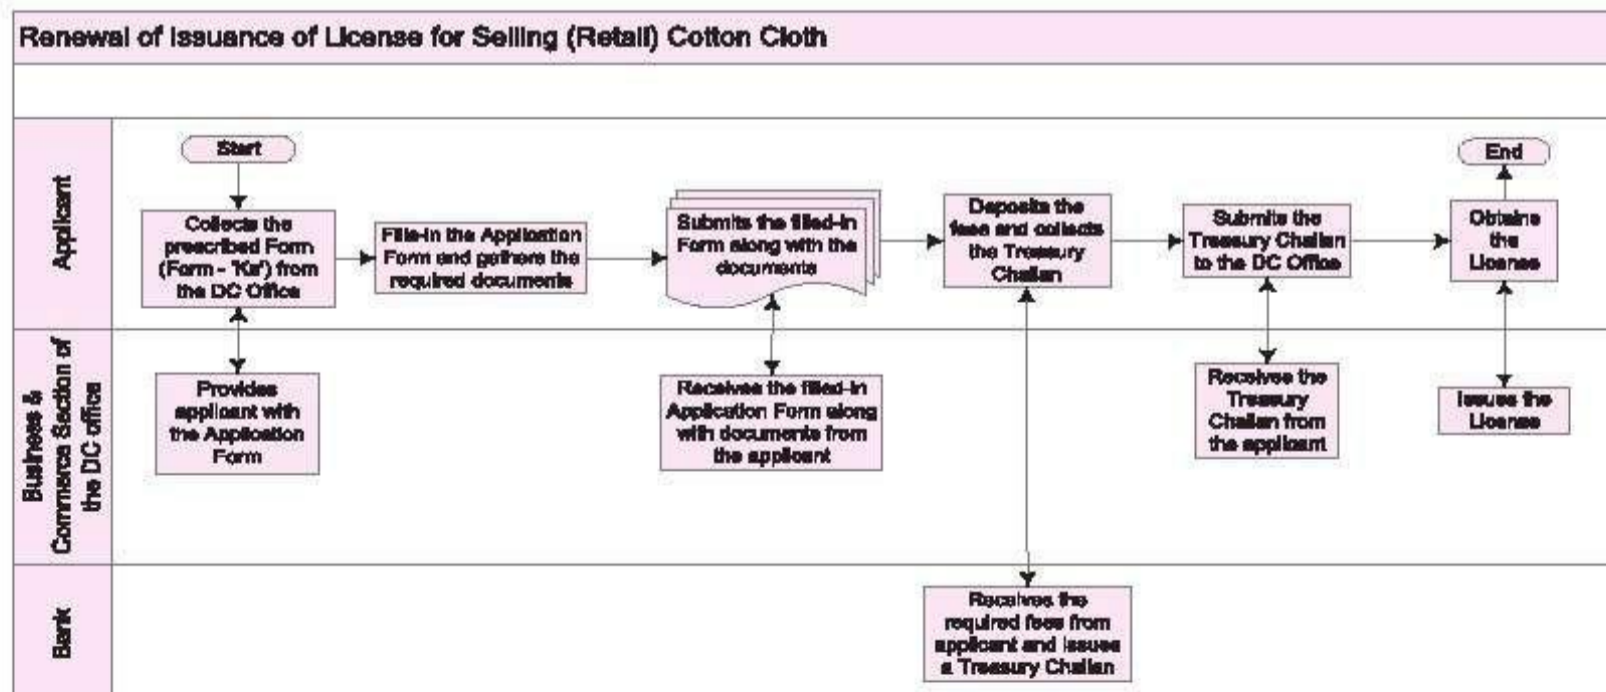 Renewal of Issuance of License for Selling (Retail) Cotton Cloth
Applicant
Start
Collects the
prescribed Form
(Form - 'Ka') from
the DC Office
Fills-in the Application
Form and gathers the
required documents
Submits the filled-in
Form along with the
documents
Deposits the
fees and collects
the Treasury
Challan
Submits the
Treasury Challan
to the DC Office
End
Obtains
the
License
Business &
Commerce Section of
the DC office
Provides
applicant with
the Application
Form
Receives the filled-in
Application Form along
with documents from
the applicant
Receives the
Treasury
Challan from
the applicant
Issues the
License
Bank
Receives the
required fees from
applicant and issues
a Treasury Challan